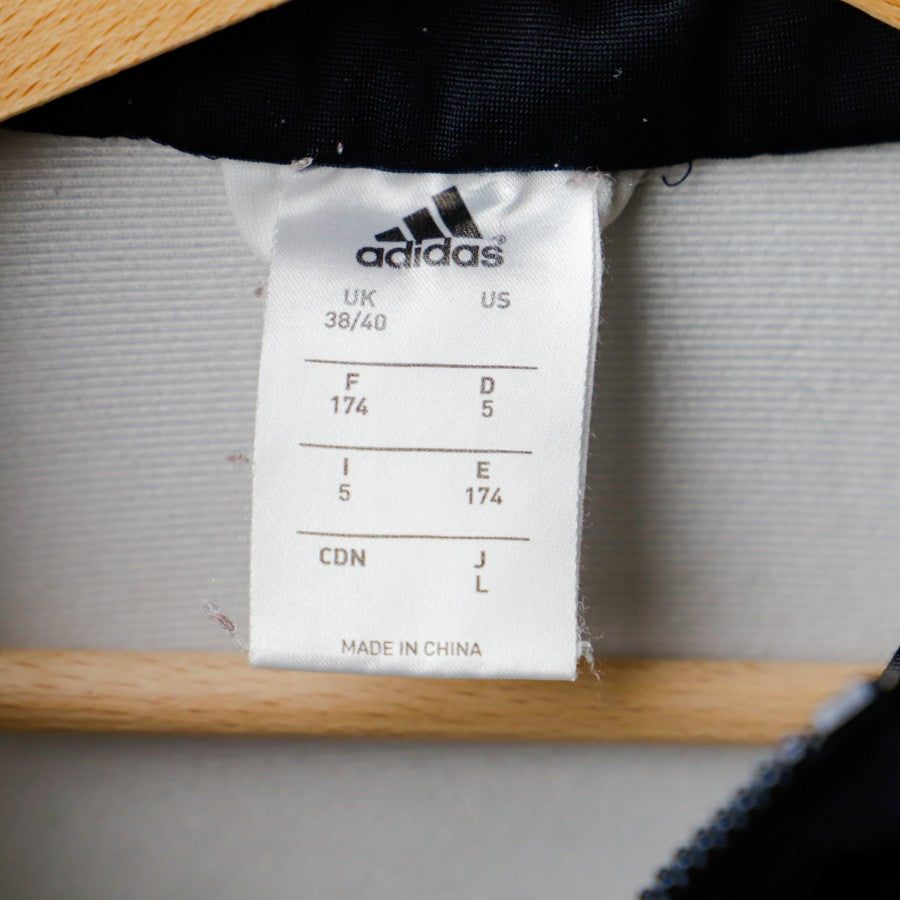 adidas®
UK US
38/40
F D
174 5
I E
5 174
CDN J
L
MADE IN CHINA